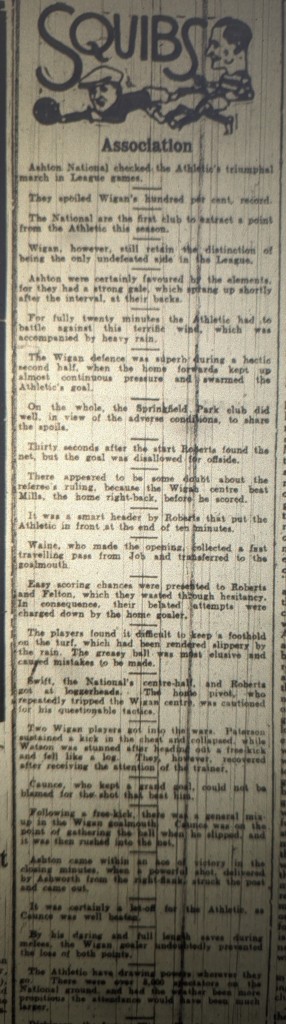 SQUIBS
Association
Ashton National checked the Athletic's triumphal
march in League games.
They spoiled Wigan's hundred per cent. record.
The National are the first club to extract a point
from the Athletic this season.
Wigan, however, still retain the distinction of
being the only undefeated side in the League.
Ashton were certainly favoured by the elements,
for they had a strong gale, which sprang up shortly
after the interval, at their backs.
For fully twenty minutes the Athletic had to
battle against this terrific wind, which was
accompanied by heavy rain.
The Wigan defence was superb during a hectic
second half, when the home forwards kept up
almost continuous pressure and swarmed the
Athletic's goal.
On the whole, the Springfield Park club did
well, in view of the adverse conditions, to share
the spoils.
Thirty seconds after the start Roberts found the
net, but the goal was disallowed for offside.
There appeared to be some doubt about the
referee's ruling, because the Wigan centre beat
Mills, the home right-back, before he scored.
It was a smart header by Roberts that put the
Athletic in front at the end of ten minutes.
Waine, who made the opening, collected a fast
travelling pass from Job and transferred to the
goalmouth.
Easy scoring chances were presented to Roberts
and Felton, which they wasted through hesitancy.
In consequence, their belated attempts were
charged down by the home goaler.
The players found it difficult to keep a foothold
on the turf, which had been rendered slippery by
the rain. The greasy ball was most elusive and
caused mistakes to be made.
Swift, the National's centre-half, and Roberts
got at loggerheads. The home pivot, who
repeatedly tripped the Wigan centre, was cautioned
for his questionable tactics.
Two Wigan players got into the wars. Paterson
sustained a kick in the chest and collapsed, while
Watson was stunned after heading out a free-kick
and fell like a log. They, however, recovered
after receiving the attention of the trainer.
Caunce, who kept a grand goal, could not be
blamed for the shot that beat him.
Following a free-kick, there was a general mix-
up in the Wigan goalmouth. Caunce was on the
point of gathering the ball when he slipped, and
it was then rushed into the net.
Ashton came within an ace of victory in the
closing minutes, when a powerful shot, delivered
by Ashworth from the right-flank, struck the post
and came out.
It was certainly a let-off for the Athletic, as
Caunce was well beaten.
By his daring and full length saves during
melees, the Wigan goaler undoubtedly prevented
the loss of both points.
The Athletic have drawing powers wherever they
go. There were over spectators on the
National ground, and had the weather been more
propitious the attendance would have been much
larger.